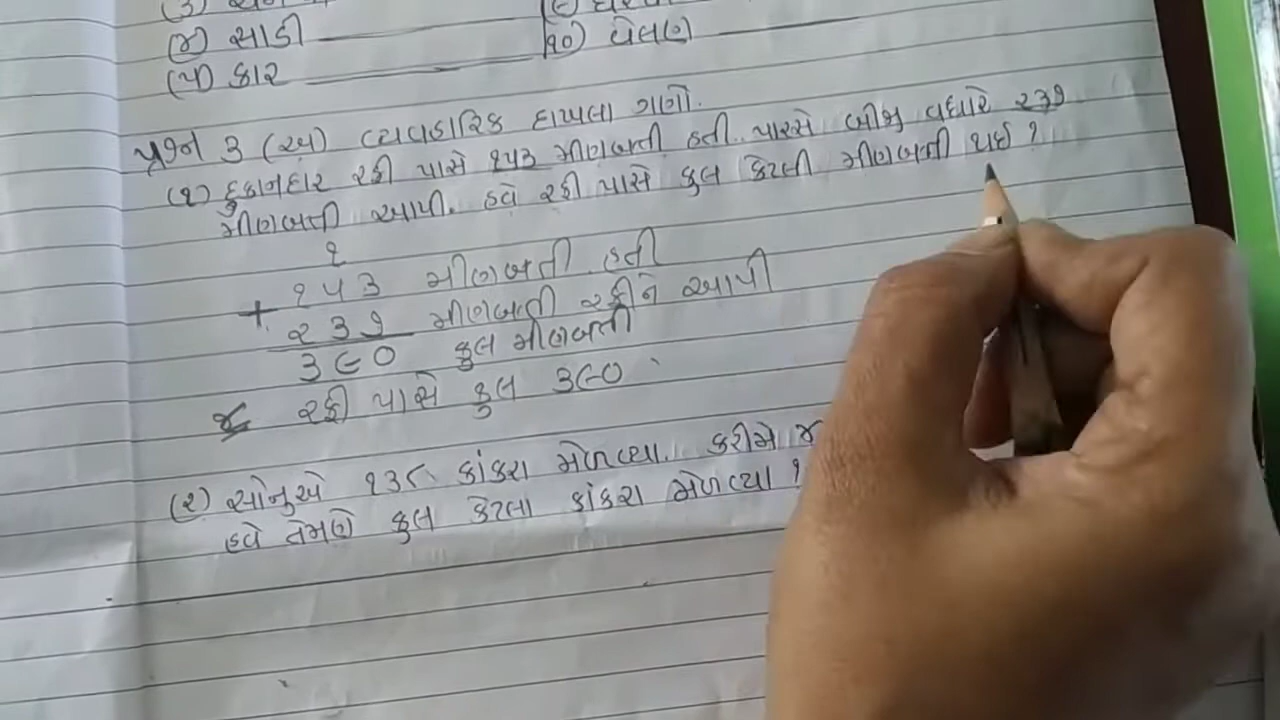 (૪) સાડી
૧૦) વેલણ
(૫) કાર
પ્રશ્ન ૩ (અ) વ્યવહારિક દાખલા ગણો.
(૧) દુકાનદાર રફી પાસે ૧૫૩ મીણબત્તી હતી. પારસે બીજી વધારે ૨૩૭
મીણબત્તી આપી. હવે રફી પાસે કુલ કેટલી મીણબત્તી થઈ ?
૧
૧૫૩ મીણબત્તી હતી
+ ૨૩૭ મીણબત્તી રફીને આપી
૩૯૦ કુલ મીણબત્તી
રફી પાસે કુલ ૩૯૦
(૨) સોનુએ ૧૩૮ કાંકરા મેળવ્યા. કરીમે ૪
હવે તેમણે કુલ કેટલા કાંકરા મેળવ્યા ?